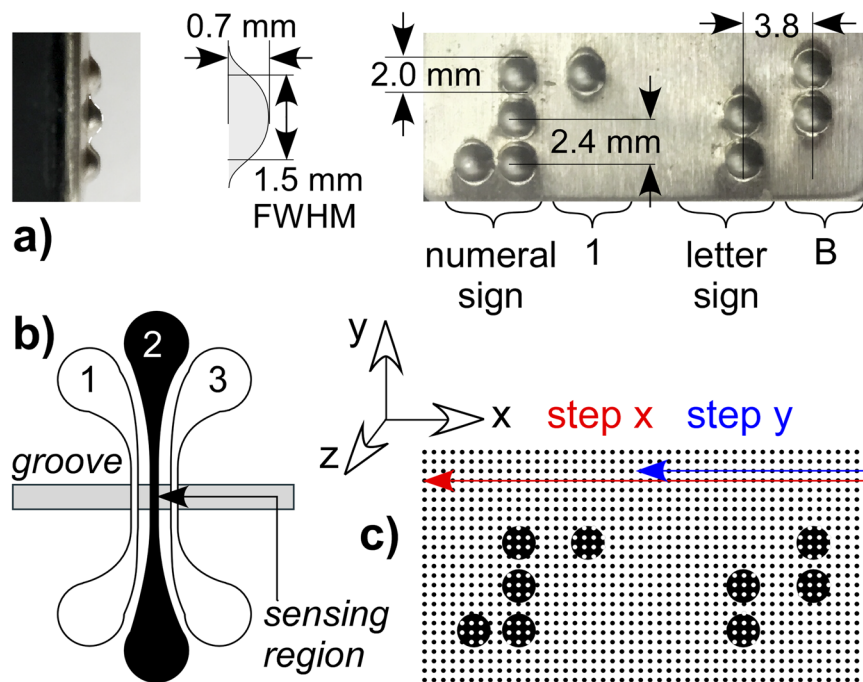 0.7 mm
1.5 mm
FWHM
2.0 mm
2.4 mm
3.8
a)
numeral
sign
1
letter
sign
B
b)
1
2
3
groove
sensing
region
y
x
z
step x
step y
c)